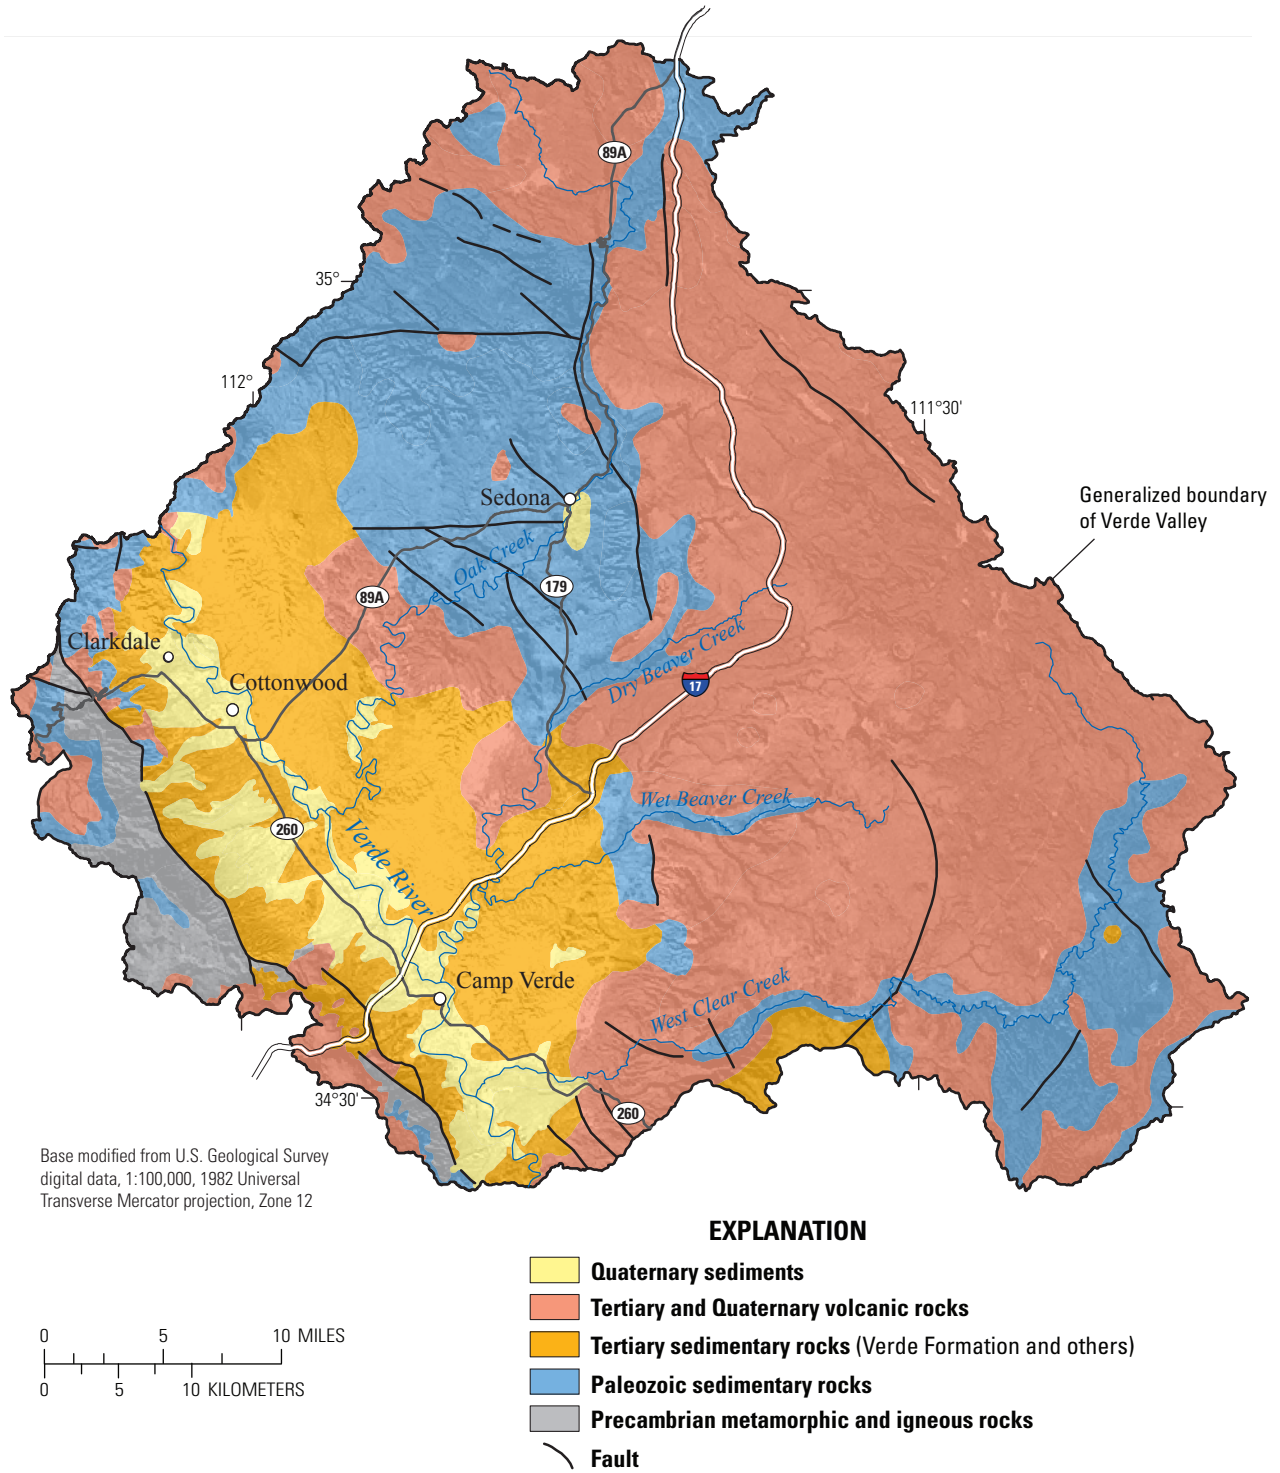 89A
35°
112°
111°30'
Generalized boundary
of Verde Valley
Sedona
Oak Creek
89A
179
Clarkdale
Dry Beaver Creek
17
Cottonwood
Wet Beaver Creek
260
Verde River
Camp Verde
West Clear Creek
34°30'
260
Base modified from U.S. Geological Survey
digital data, 1:100,000, 1982 Universal
Transverse Mercator projection, Zone 12
EXPLANATION
Quaternary sediments
Tertiary and Quaternary volcanic rocks
Tertiary sedimentary rocks (Verde Formation and others)
Paleozoic sedimentary rocks
Precambrian metamorphic and igneous rocks
Fault
0 5 10 MILES
0 5 10 KILOMETERS